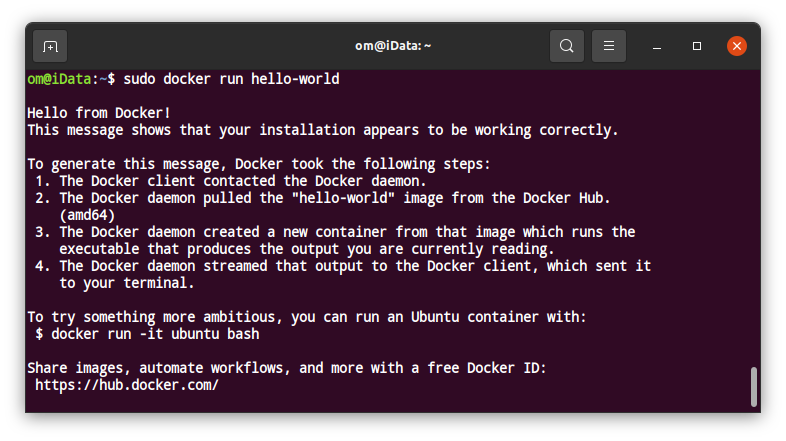 om@iData: ~
om@iData:~$ sudo docker run hello-world
Hello from Docker!
This message shows that your installation appears to be working correctly.
To generate this message, Docker took the following steps:
1. The Docker client contacted the Docker daemon.
2. The Docker daemon pulled the "hello-world" image from the Docker Hub.
(amd64)
3. The Docker daemon created a new container from that image which runs the
executable that produces the output you are currently reading.
4. The Docker daemon streamed that output to the Docker client, which sent it
to your terminal.
To try something more ambitious, you can run an Ubuntu container with:
$ docker run -it ubuntu bash
Share images, automate workflows, and more with a free Docker ID:
https://hub.docker.com/